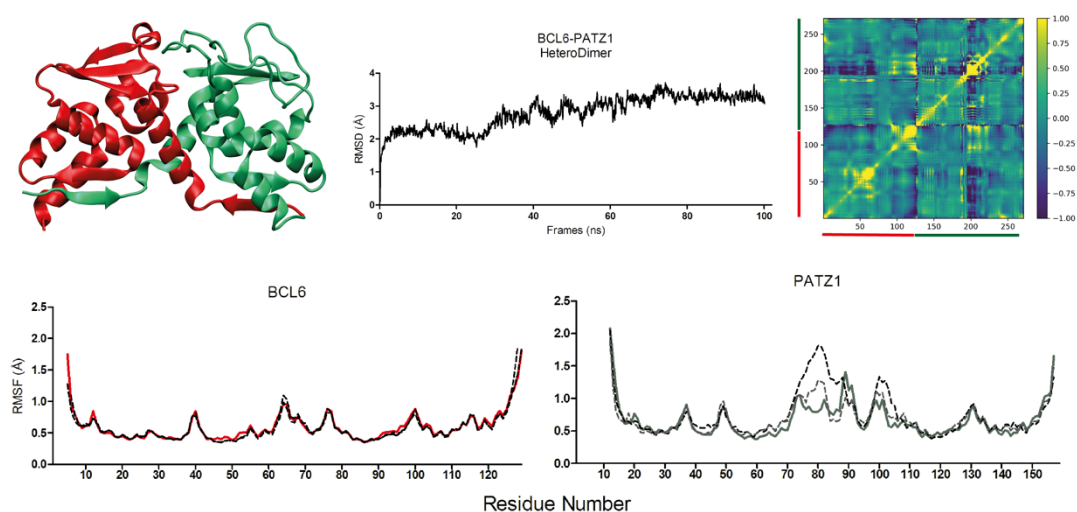 BCL6-PATZ1
HeteroDimer
RMSD (Å)
4
3
2
1
0
0 20 40 60 80 100
Frames (ns)
250
200
150
100
50
50 100 150 200 250
1.00
0.75
0.50
0.25
0.00
−0.25
−0.50
−0.75
−1.00
BCL6
RMSF (Å)
2.5
2.0
1.5
1.0
0.5
0.0
10 20 30 40 50 60 70 80 90 100 110 120
PATZ1
2.5
2.0
1.5
1.0
0.5
0.0
10 20 30 40 50 60 70 80 90 100 110 120 130 140 150
Residue Number